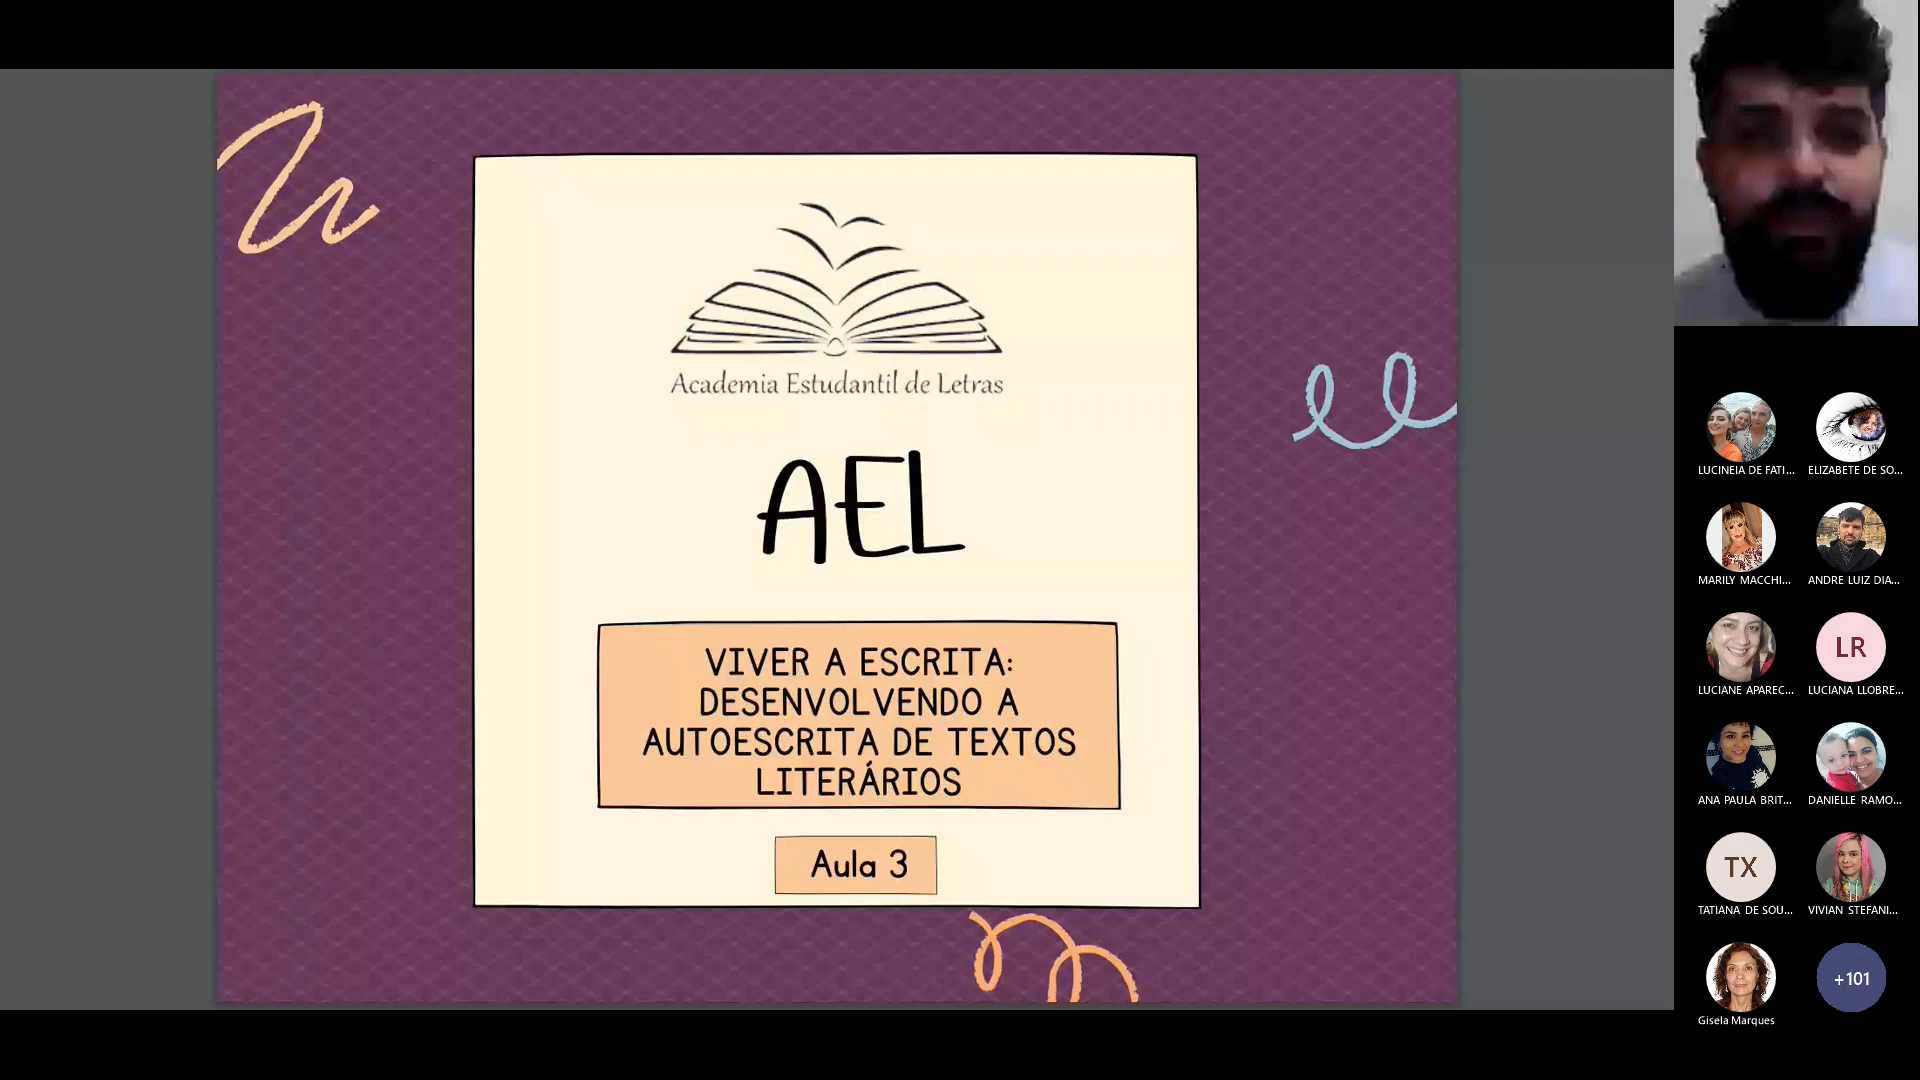 Academia Estudantil de Letras
AEL
VIVER A ESCRITA:
DESENVOLVENDO A
AUTOESCRITA DE TEXTOS
LITERÁRIOS
Aula 3
LUCINEIA DE FATI...
ELIZABETE DE SO...
MARILY MACCHI...
ANDRE LUIZ DIA...
LR
LUCIANE APAREC...
LUCIANA LLOBRE...
ANA PAULA BRIT...
DANIELLE RAMO...
TX
TATIANA DE SOU...
VIVIAN STEFANI...
+101
Gisela Marques